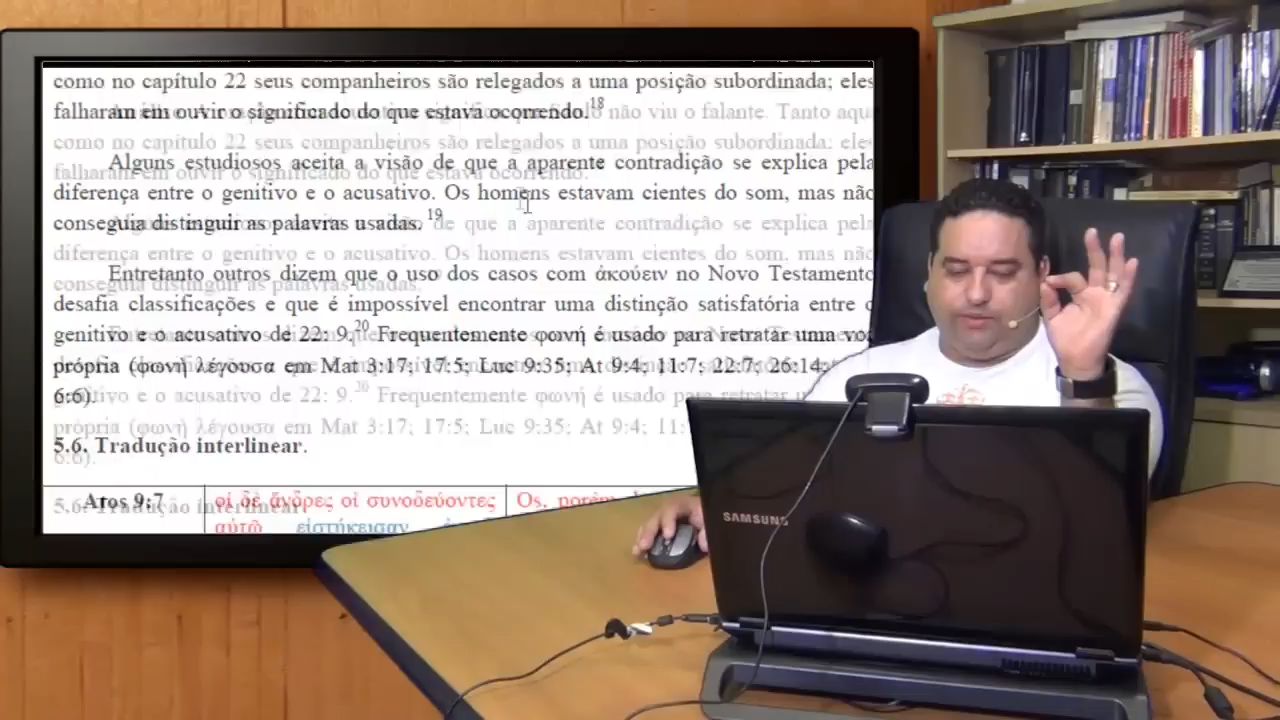 como no capítulo 22 seus companheiros são relegados a uma posição subordinada; eles
falharam em ouvir o significado do que estava ocorrendo.18
Alguns estudiosos aceita a visão de que a aparente contradição se explica pela
diferença entre o genitivo e o acusativo. Os homens estavam cientes do som, mas não
conseguia distinguir as palavras usadas. 19
Entretanto outros dizem que o uso dos casos com ἀκούειν no Novo Testamento
desafia classificações e que é impossível encontrar uma distinção satisfatória entre o
genitivo e o acusativo de 22: 9.20 Frequentemente φωνή é usado para retratar uma voz
própria (φωνή λέγουσα em Mat 3:17; 17:5; Luc 9:35; At 9:4; 11:7; 22:7; 26:14;
6:6).
5.6. Tradução interlinear.
Atos 9:7 οἱ δὲ ἄνδρες οἱ συνοδεύοντες Os, porém
αὐτῷ εἱστήκεισαν
SAMSUNG